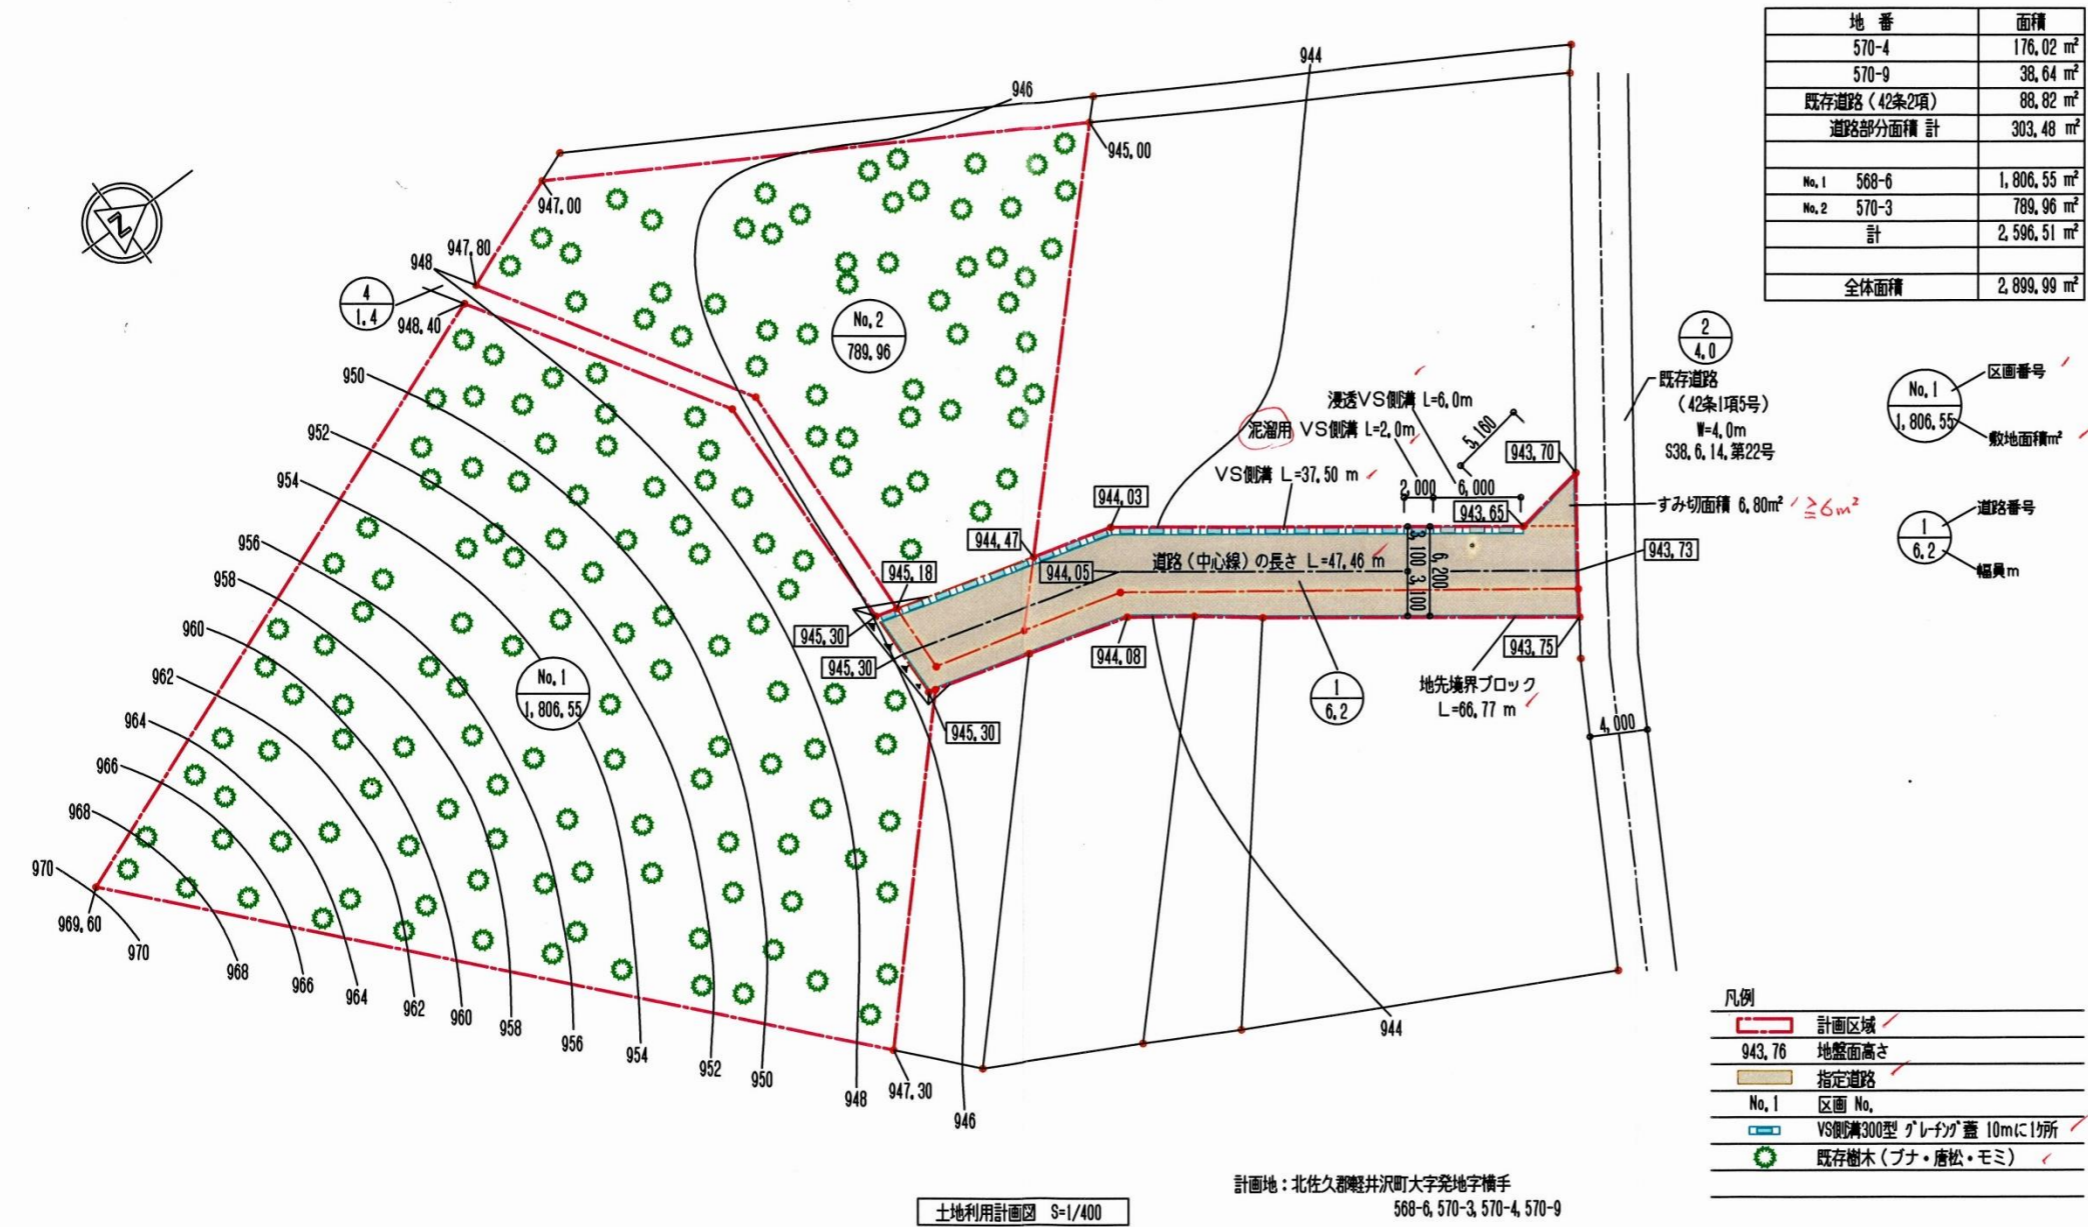 地 番 面積
570-4 176.02 m²
570-9 38.64 m²
既存道路(42条2項) 88.82 m²
道路部分面積 計 303.48 m²
No.1 568-6 1,806.55 m²
No.2 570-3 789.96 m²
計 2,596.51 m²
全体面積 2,899.99 m²
944
946
945.00
947.00
Z
947.80
948
4
1.4
948.40
No.2
789.96
2
4.0
既存道路
(42条1項5号)
W=4.0m
S38.6.14.第22号
No.1
1,806.55
区画番号
敷地面積m²
950
952
954
956
958
960
962
964
966
968
970
969.60
浸透VS側溝 L=6.0m
泥溜用 VS側溝 L=2.0m
VS側溝 L=37.50 m
5,160
2,000
6,000
943.70
943.65
944.03
944.47
945.18
944.05
道路(中心線)の長さ L=47.46 m
3,100
3,100
6,200
すみ切面積 6.80m² ≧6m²
943.73
1
6.2
道路番号
幅員m
945.30
945.30
945.30
944.08
943.75
1
6.2
地先境界ブロック
L=66.77 m
4,000
No.1
1,806.55
970
968
966
964
962
960
958
956
954
952
950
948
947.30
946
944
凡例
計画区域
943.76 地盤面高さ
指定道路
No.1 区画 No.
VS側溝300型 グレーチング蓋 10mに1ヶ所
既存樹木(ブナ・唐松・モミ)
計画地:北佐久郡軽井沢町大字発地字横手
568-6,570-3,570-4,570-9
土地利用計画図 S=1/400